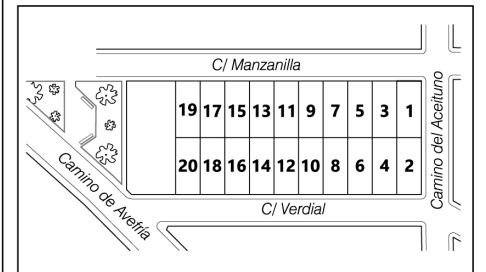 C/ Manzanilla
19 17 15 13 11 9 7 5 3 1
20 18 16 14 12 10 8 6 4 2
Camino del Aceituno
Camino de Avefría
C/ Verdial